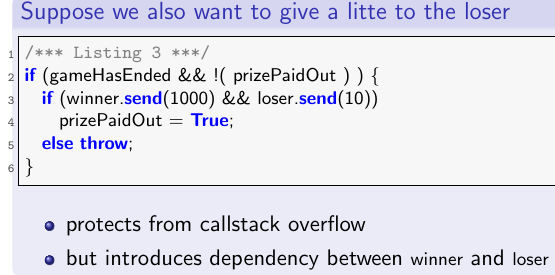 Suppose we also want to give a litte to the loser
1 /*** Listing 3 ***/
2 if (gameHasEnded && !( prizePaidOut ) ) {
3 if (winner.send(1000) && loser.send(10))
4 prizePaidOut = True;
5 else throw;
6 }
protects from callstack overflow
but introduces dependency between winner and loser